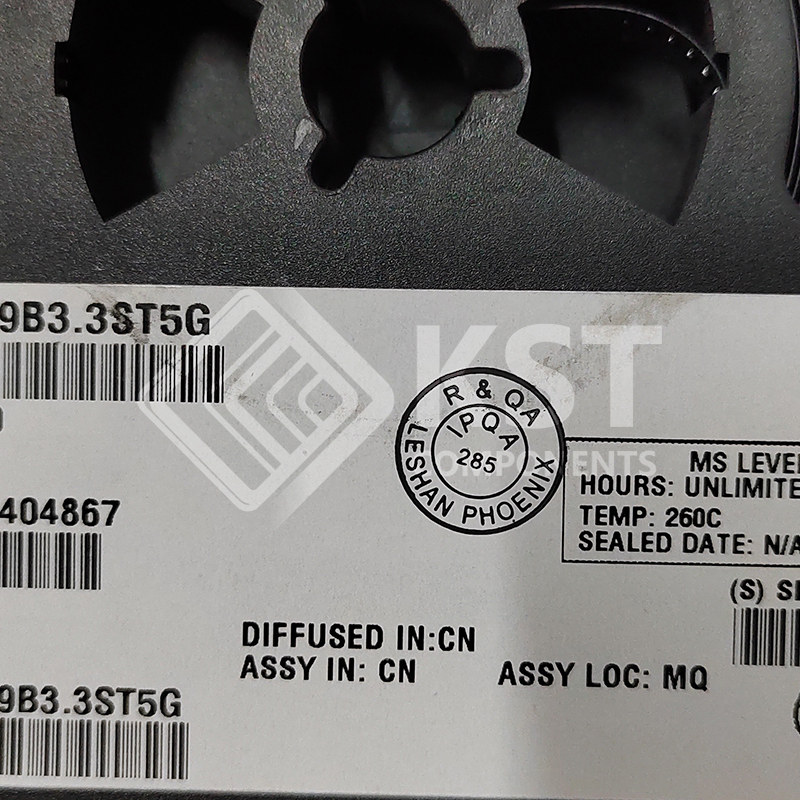 9B3.3ST5G
KST
COMPONENTS
R & QA
IPQA
285
LESHAN PHOENIX
MS LEVEL
HOURS: UNLIMITE
TEMP: 260C
SEALED DATE: N/A
404867
(S)
DIFFUSED IN:CN
ASSY IN: CN
ASSY LOC: MQ
9B3.3ST5G